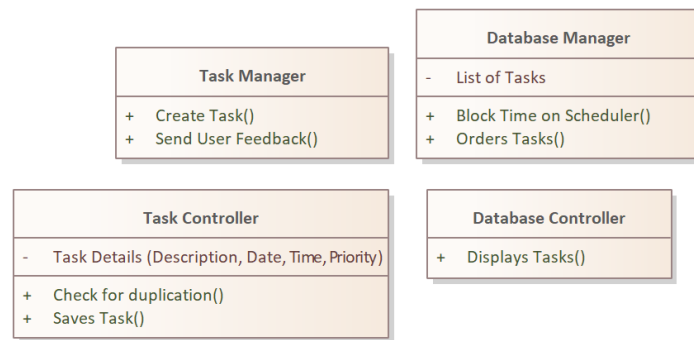 Task Manager
+ Create Task()
+ Send User Feedback()
Database Manager
- List of Tasks
+ Block Time on Scheduler()
+ Orders Tasks()
Task Controller
- Task Details (Description, Date, Time, Priority)
+ Check for duplication()
+ Saves Task()
Database Controller
+ Displays Tasks()